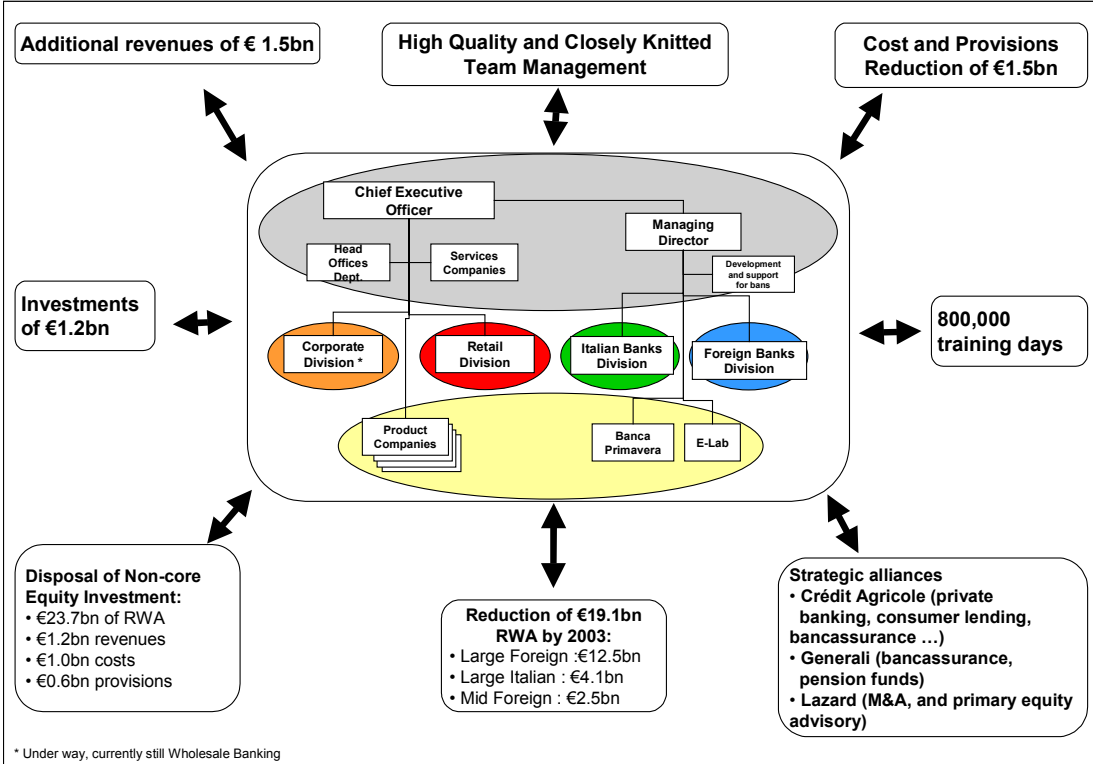 Additional revenues of € 1.5bn
High Quality and Closely Knitted
Team Management
Cost and Provisions
Reduction of €1.5bn
Chief Executive
Officer
Managing
Director
Head
Offices
Dept.
Services
Companies
Development
and support
for bans
Investments
of €1.2bn
800,000
training days
Corporate
Division *
Retail
Division
Italian Banks
Division
Foreign Banks
Division
Product
Companies
Banca
Primavera
E-Lab
Disposal of Non-core
Equity Investment:
• €23.7bn of RWA
• €1.2bn revenues
• €1.0bn costs
• €0.6bn provisions
Reduction of €19.1bn
RWA by 2003:
• Large Foreign :€12.5bn
• Large Italian : €4.1bn
• Mid Foreign : €2.5bn
Strategic alliances
• Crédit Agricole (private
banking, consumer lending,
bancassurance ...)
• Generali (bancassurance,
pension funds)
• Lazard (M&A, and primary equity
advisory)
* Under way, currently still Wholesale Banking